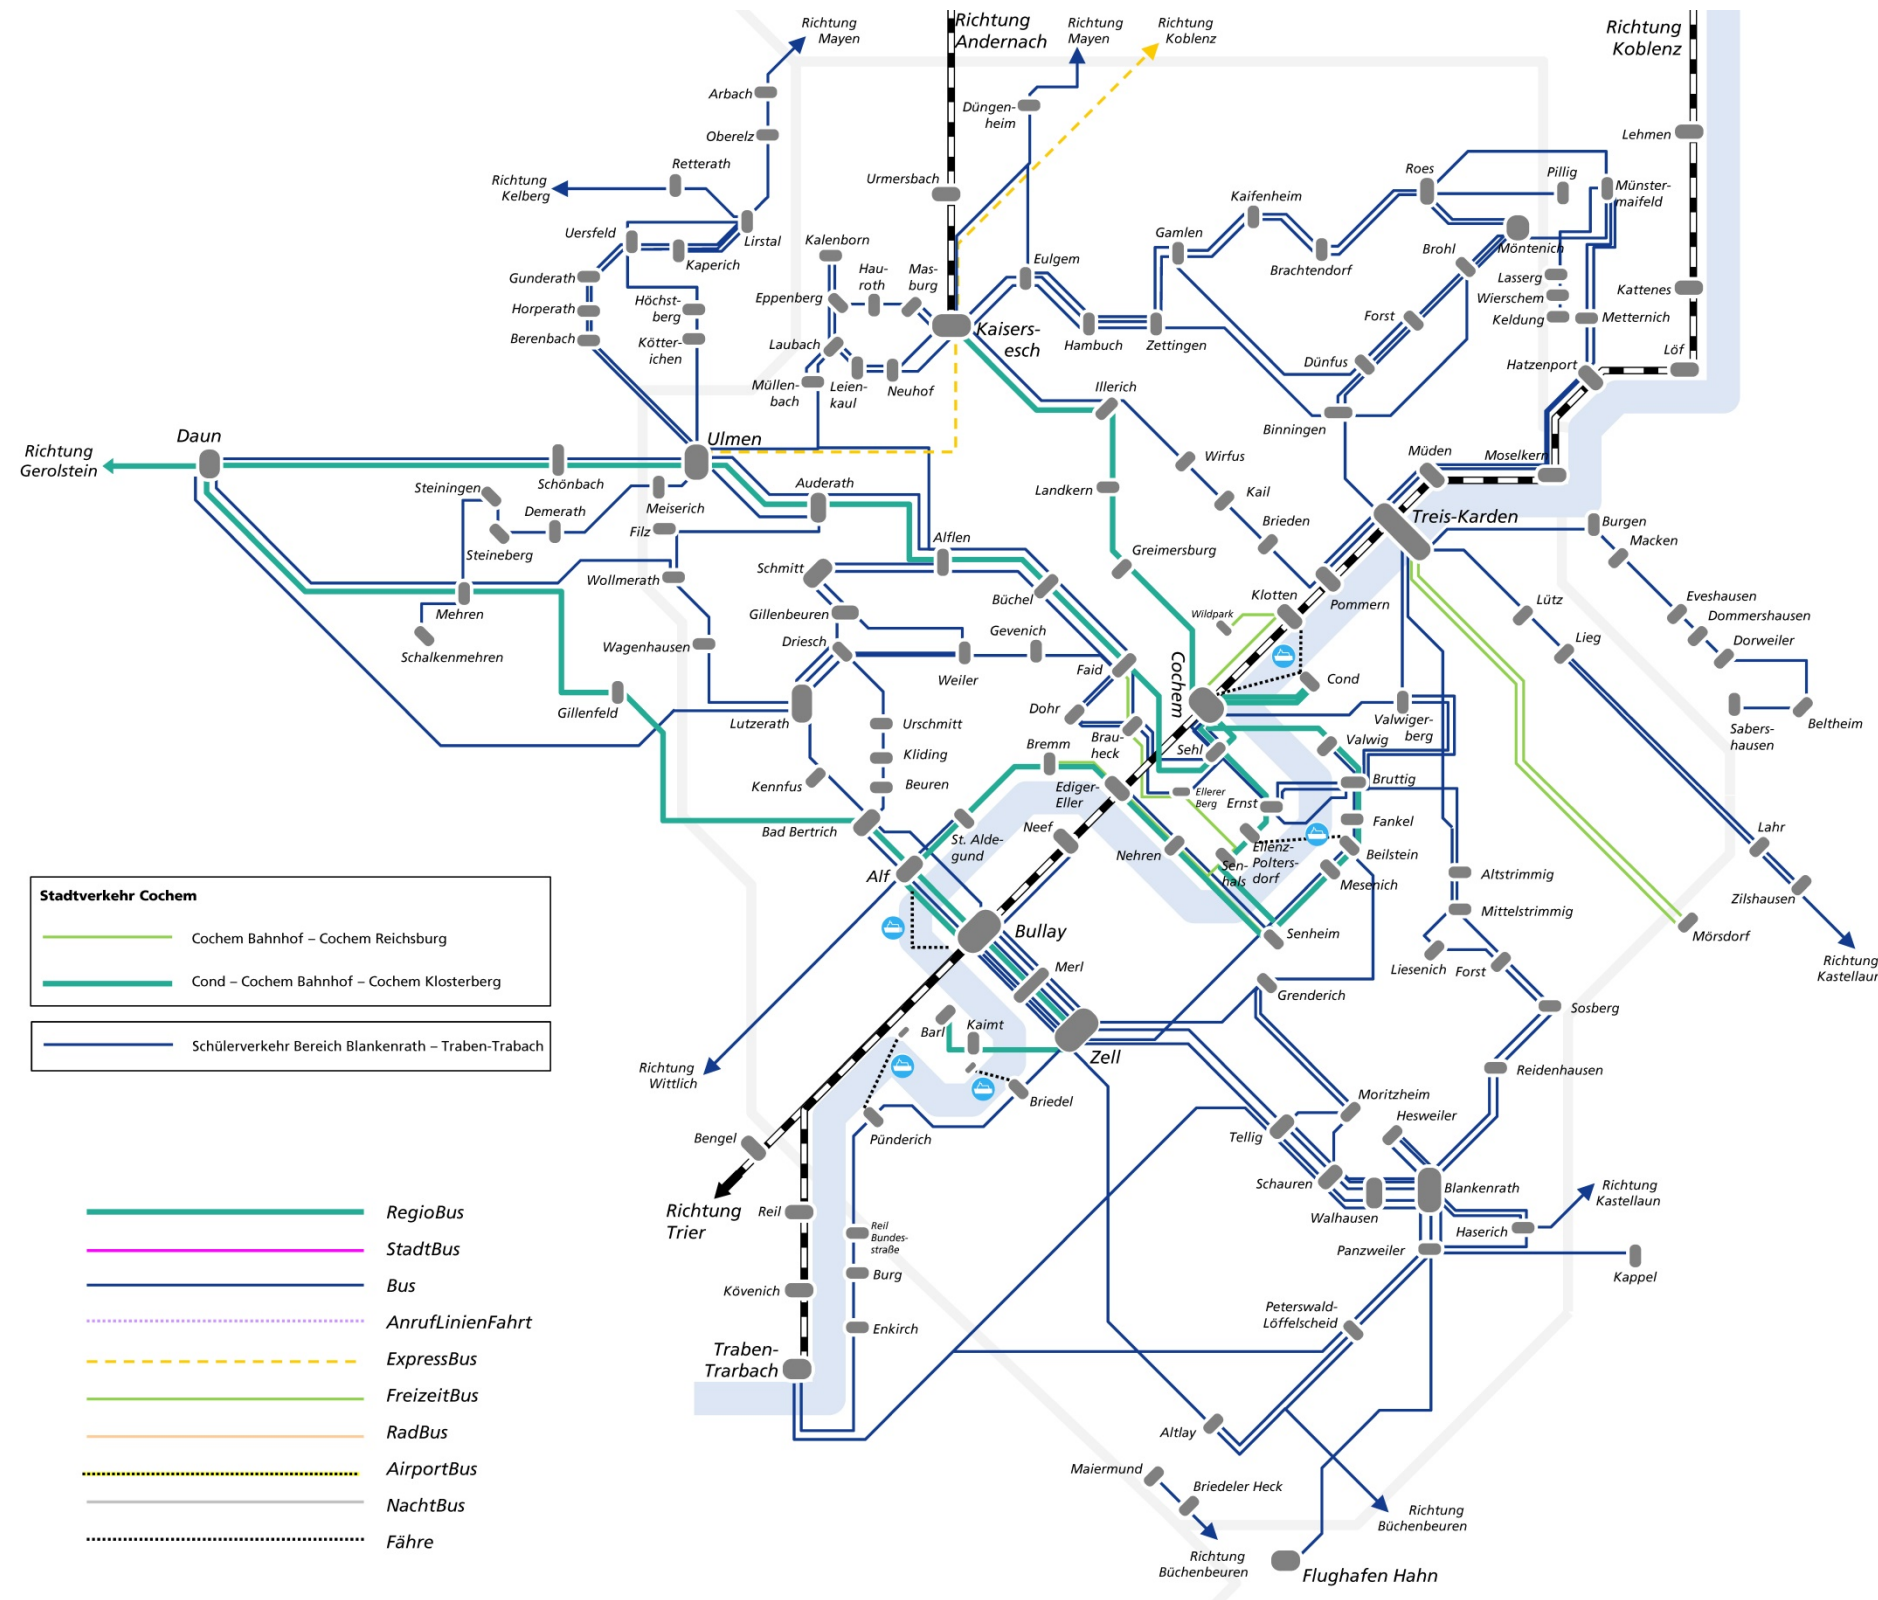 Richtung
Mayen
Richtung
Andernach
Richtung
Mayen
Richtung
Koblenz
Richtung
Koblenz
Arbach
Düngen-
heim
Oberelz
Lehmen
Retterath
Richtung
Kelberg
Urmersbach
Roes
Pillig
Münster-
maifeld
Kaifenheim
Uersfeld
Lirstal
Kalenborn
Gamlen
Möntenich
Brohl
Kaperich
Eulgem
Brachtendorf
Gunderath
Hau-
roth
Mas-
burg
Lasserg
Kattenes
Wierschem
Eppenberg
Höchst-
berg
Horperath
Keldung
Metternich
Forst
Kaisers-
esch
Berenbach
Kötter-
ichen
Laubach
Hambuch
Zettingen
Löf
Dünfus
Hatzenport
Müllen-
bach
Leien-
kaul
Neuhof
Illerich
Binningen
Daun
Ulmen
Richtung
Gerolstein
Müden
Moselkern
Wirfus
Schönbach
Auderath
Steiningen
Landkern
Kail
Meiserich
Demerath
Filz
Treis-Karden
Brieden
Burgen
Steineberg
Alflen
Macken
Greimersburg
Schmitt
Wollmerath
Büchel
Klotten
Pommern
Mehren
Gillenbeuren
Wildpark
Lütz
Eveshausen
Dommershausen
Gevenich
Driesch
Wagenhausen
Lieg
Dorweiler
Schalkenmehren
Faid
Cochem
Weiler
Cond
Gillenfeld
Dohr
Lutzerath
Urschmitt
Valwiger-
berg
Sabers-
hausen
Beltheim
Brau-
heck
Bremm
Sehl
Valwig
Kliding
Kennfus
Beuren
Ediger-
Eller
Ellerer
Berg
Bruttig
Ernst
Bad Bertrich
Neef
Fankel
Lahr
St. Alde-
gund
Nehren
Ellenz-
Polters-
dorf
Sen-
hals
Beilstein
Alf
Mesenich
Altstrimmig
Zilshausen
Stadtverkehr Cochem
Cochem Bahnhof – Cochem Reichsburg
Cond – Cochem Bahnhof – Cochem Klosterberg
Schülerverkehr Bereich Blankenrath – Traben-Trabach
Mittelstrimmig
Bullay
Senheim
Mörsdorf
Merl
Liesenich
Forst
Richtung
Kastellaun
Grenderich
Sosberg
Barl
Kaimt
Zell
Richtung
Wittlich
Reidenhausen
Briedel
Moritzheim
Hesweiler
Bengel
Pünderich
Tellig
Schauren
Blankenrath
Richtung
Kastellaun
Richtung
Trier
Reil
Walhausen
Haserich
Reil
Bundes-
straße
Panzweiler
Burg
Kappel
Kövenich
Peterswald-
Löffelscheid
Enkirch
Traben-
Trarbach
RegioBus
StadtBus
Bus
AnrufLinienFahrt
ExpressBus
FreizeitBus
RadBus
AirportBus
NachtBus
Fähre
Altlay
Maiermund
Briedeler Heck
Richtung
Büchenbeuren
Richtung
Büchenbeuren
Flughafen Hahn